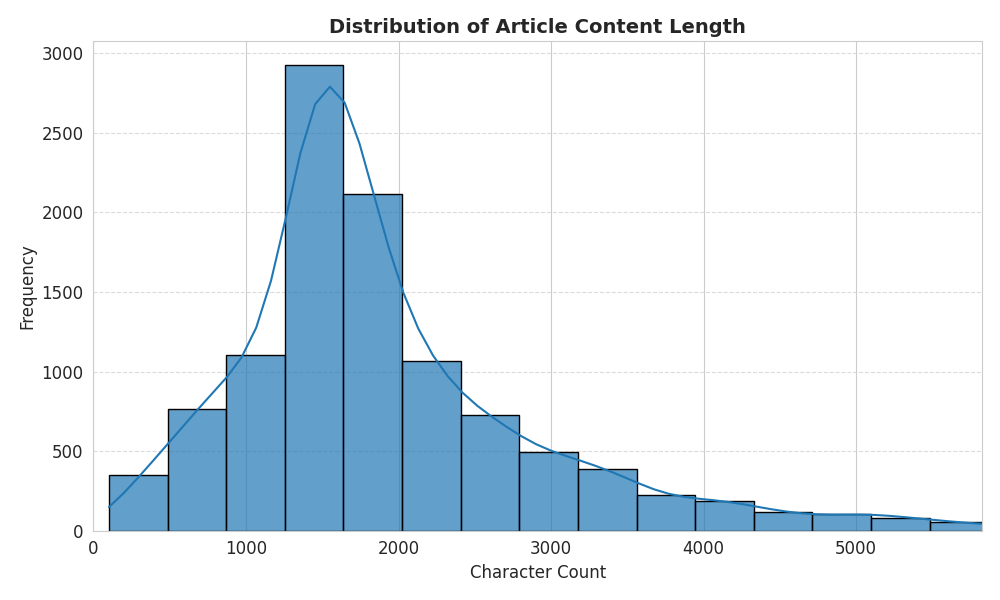 Distribution of Article Content Length
Frequency
3000
2500
2000
1500
1000
500
0
0 1000 2000 3000 4000 5000
Character Count